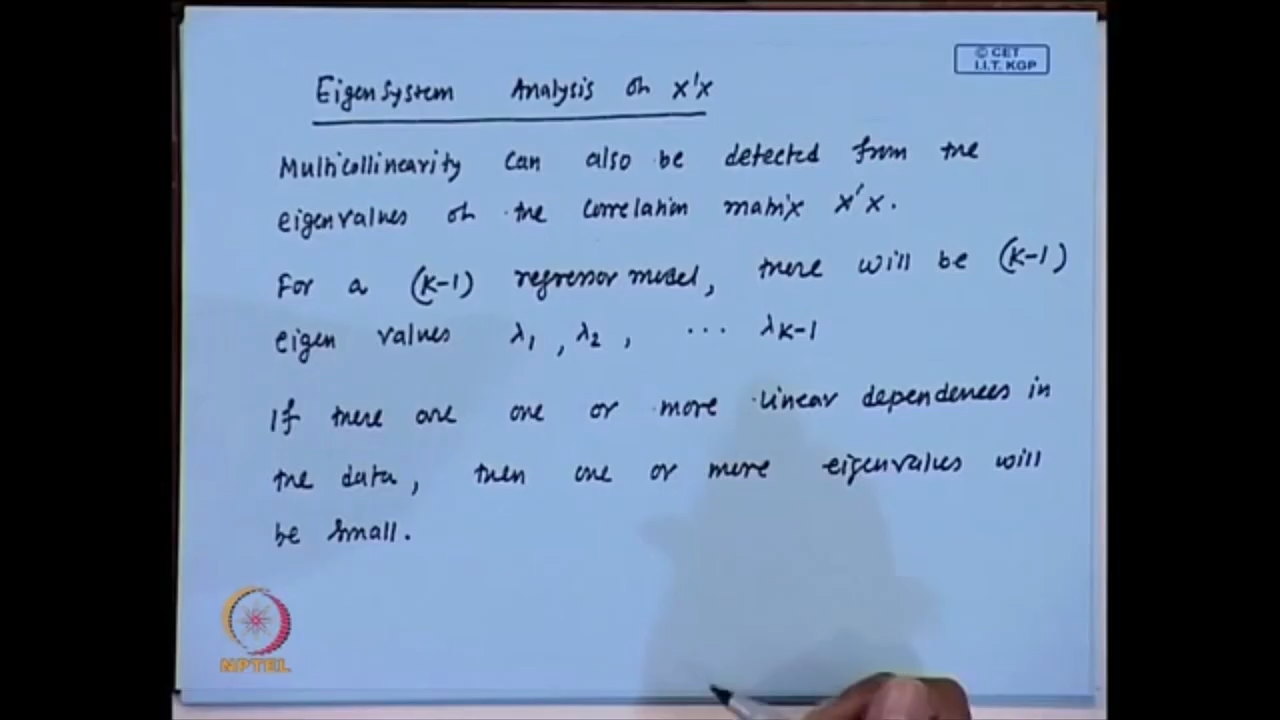 © CET
I.I.T. KGP
Eigensystem Analysis of X'X
Multicollinarity can also be detected from the
eigenvalues of the correlation matrix X'X.
For a (K-1) regressor model, there will be (K-1)
eigen values λ1, λ2, ... λK-1
If there are one or more linear dependences in
the data, then one or more eigenvalues will
be small.
NPTEL